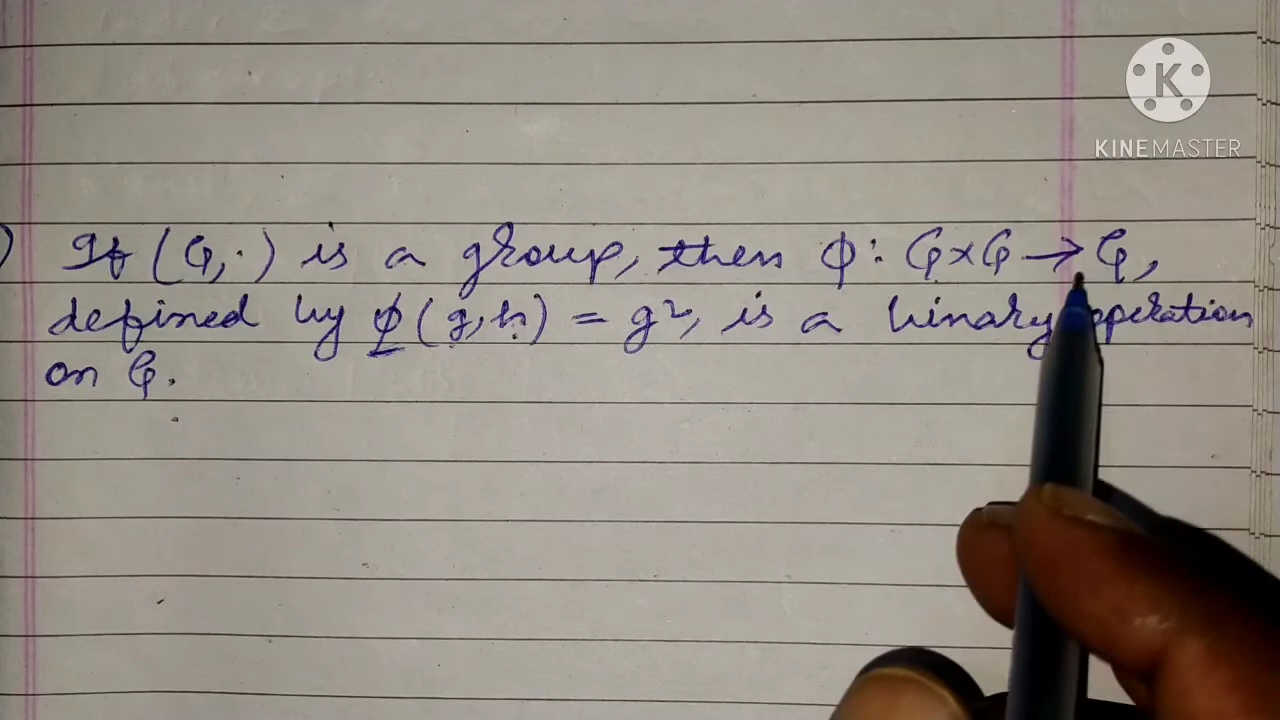 K
KINEMASTER
) If (G, ·) is a group, then φ: G×G → G,
defined by φ(g, h) = g², is a binary operation
on G.